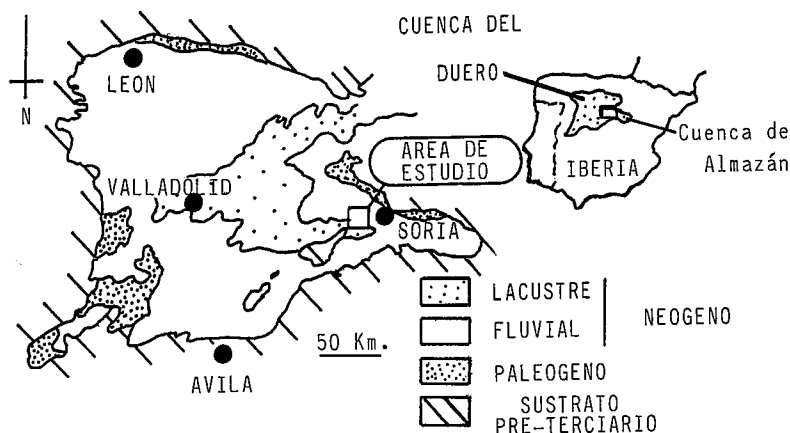 CUENCA DEL
DUERO
LEON
N
Cuenca de
Almazán
IBERIA
AREA DE
ESTUDIO
VALLADOLID
SORIA
LACUSTRE
FLUVIAL
NEOGENO
50 Km.
PALEOGENO
AVILA
SUSTRATO
PRE-TERCIARIO